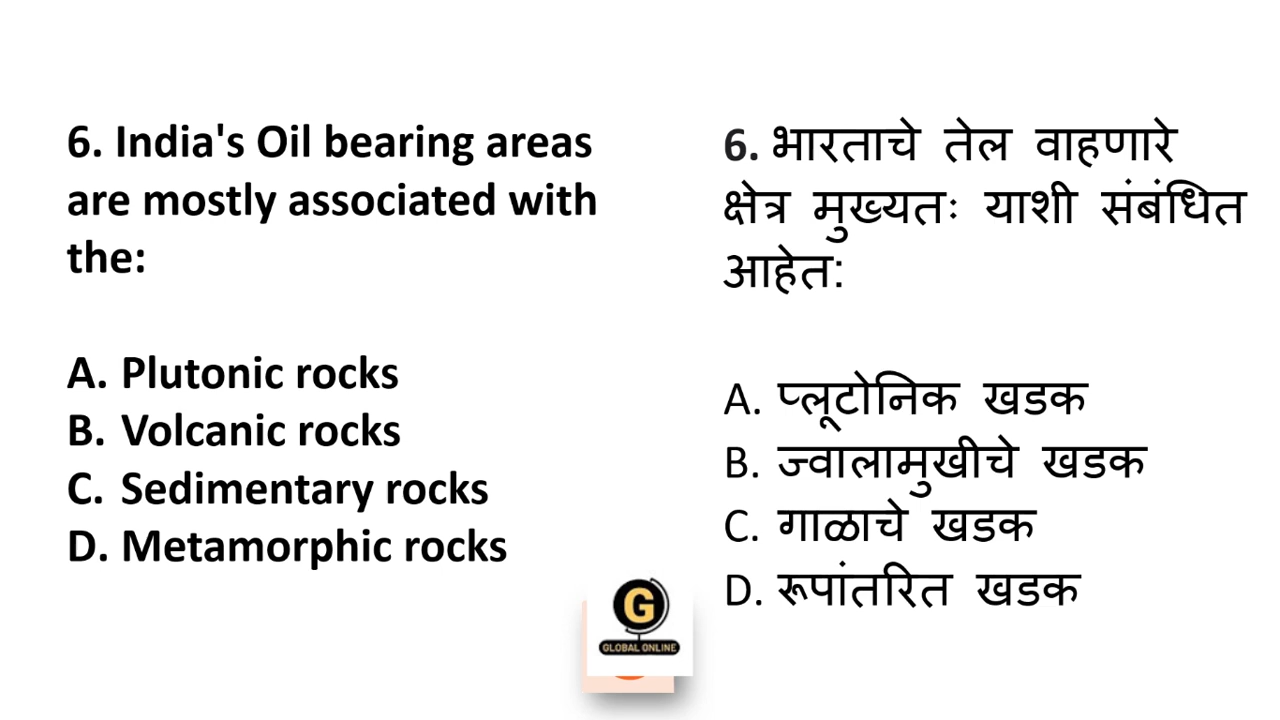 6. India's Oil bearing areas
are mostly associated with
the:
A. Plutonic rocks
B. Volcanic rocks
C. Sedimentary rocks
D. Metamorphic rocks
6. भारताचे तेल वाहणारे
क्षेत्र मुख्यतः याशी संबंधित
आहेत:
A. प्लूटोनिक खडक
B. ज्वालामुखीचे खडक
C. गाळाचे खडक
D. रूपांतरित खडक
G
GLOBAL ONLINE